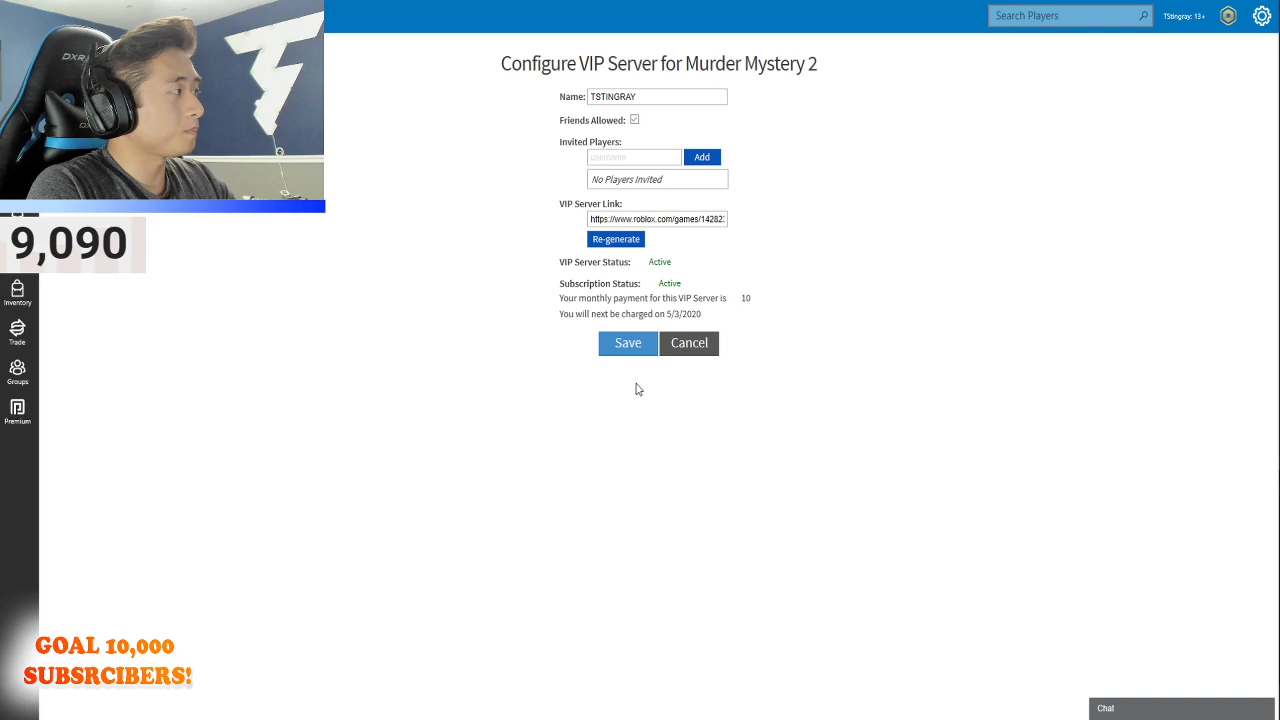 DXR
Search Players
TStingray: 13+
Configure VIP Server for Murder Mystery 2
Name: TSTINGRAY
Friends Allowed:
Invited Players:
username
Add
No Players Invited
VIP Server Link:
https://www.roblox.com/games/14282
Re-generate
VIP Server Status: Active
Subscription Status: Active
Your monthly payment for this VIP Server is 10
You will next be charged on 5/3/2020
Save
Cancel
9,090
Inventory
Trade
Groups
Premium
GOAL 10,000
SUBSRCIBERS!
Chat